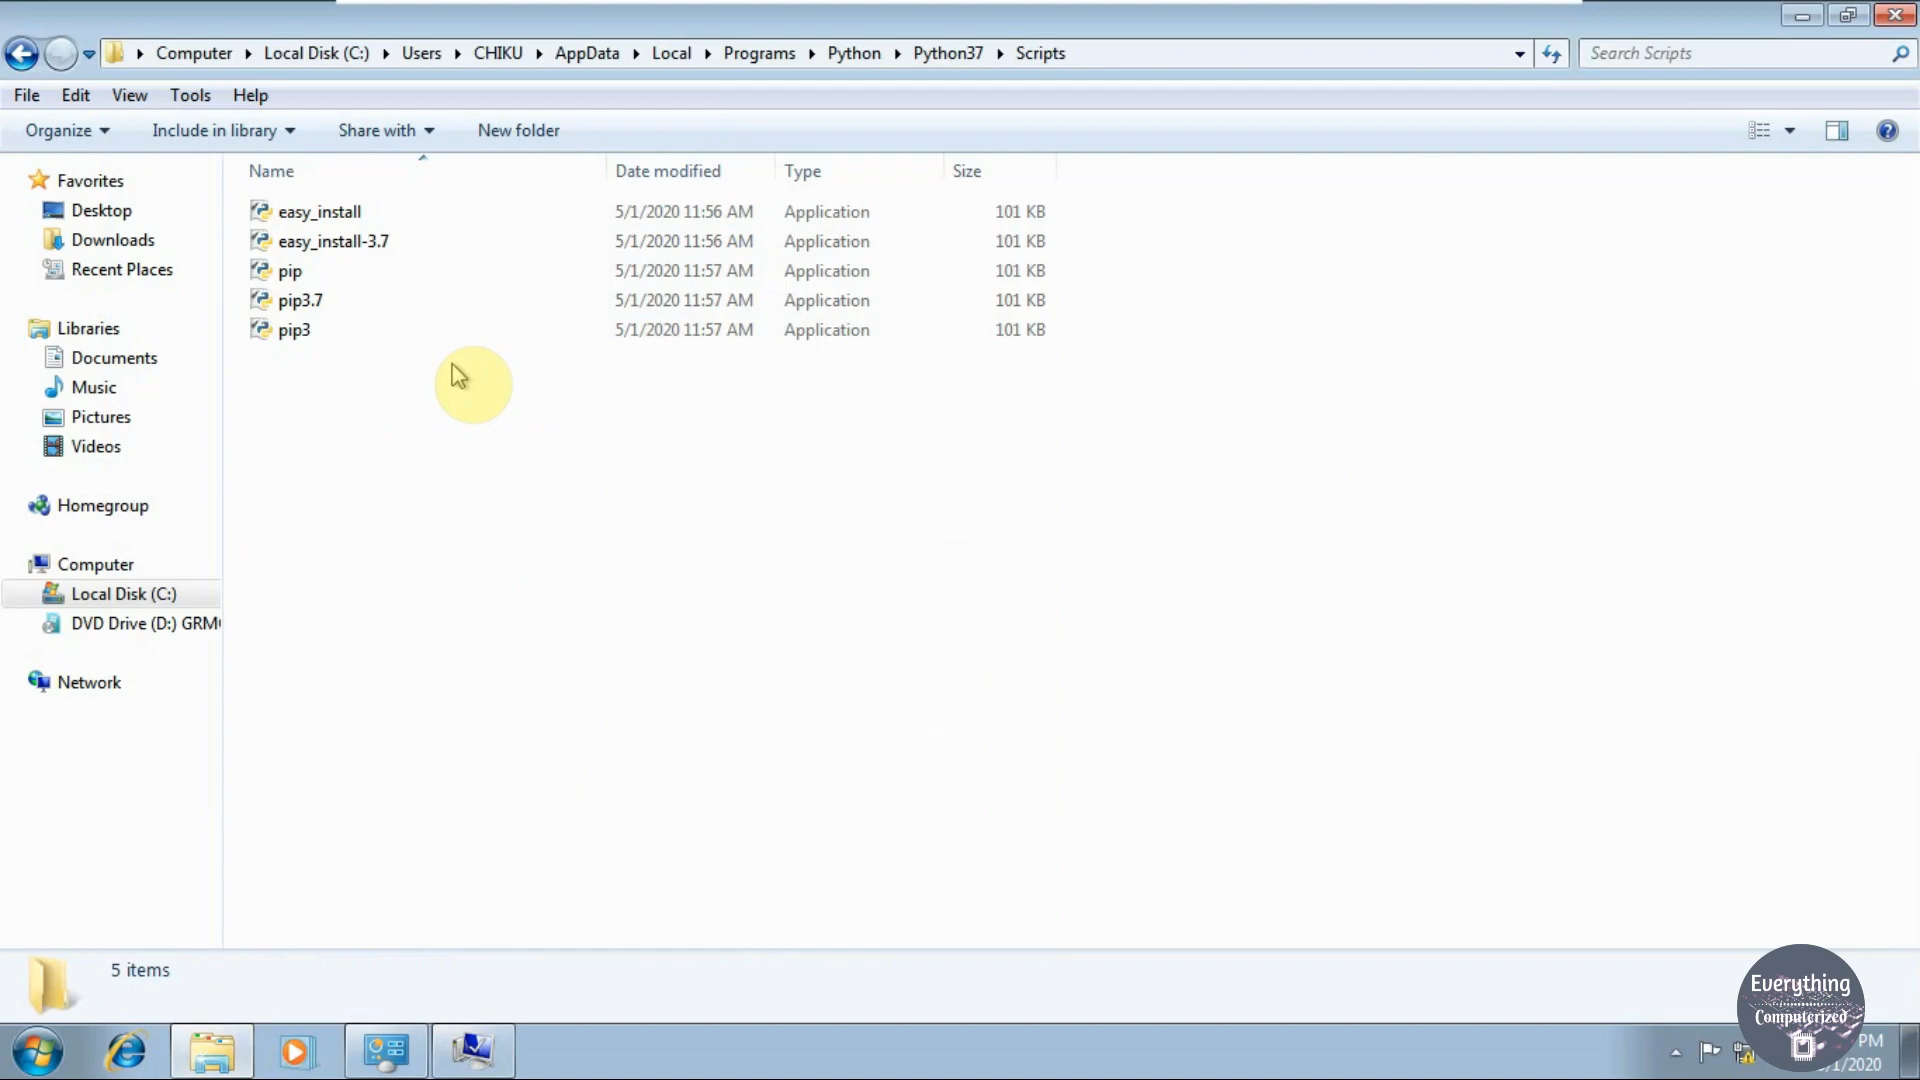 Computer Local Disk (C:) Users CHIKU AppData Local Programs Python Python37 Scripts
Search Scripts
File Edit View Tools Help
Organize Include in library Share with New folder
Name Date modified Type Size
easy_install 5/1/2020 11:56 AM Application 101 KB
easy_install-3.7 5/1/2020 11:56 AM Application 101 KB
pip 5/1/2020 11:57 AM Application 101 KB
pip3.7 5/1/2020 11:57 AM Application 101 KB
pip3 5/1/2020 11:57 AM Application 101 KB
Favorites
Desktop
Downloads
Recent Places
Libraries
Documents
Music
Pictures
Videos
Homegroup
Computer
Local Disk (C:)
DVD Drive (D:)
Network
5 items
Everything
Computerized
PM
/1/2020